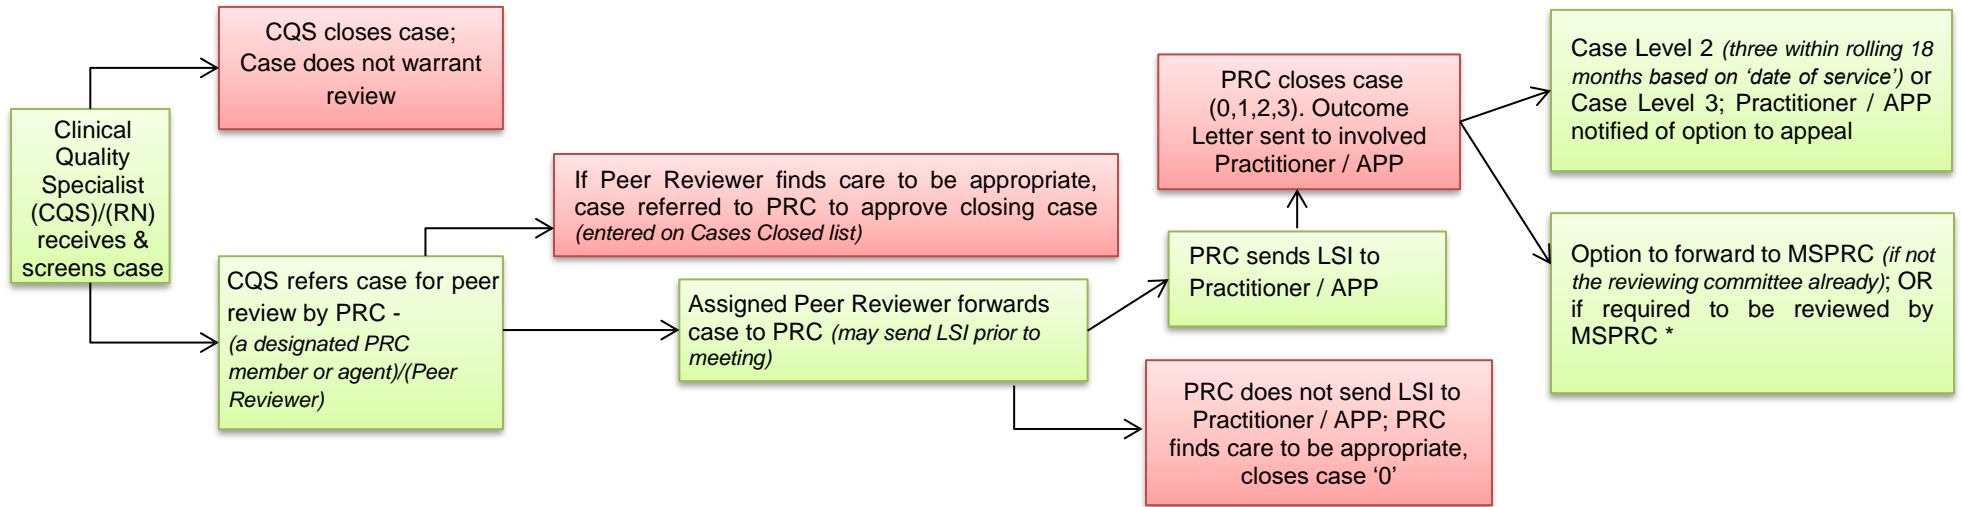 CQS closes case;
Case does not warrant
review
Clinical
Quality
Specialist
(CQS)/(RN)
receives &
screens case
CQS refers case for peer
review by PRC -
(a designated PRC
member or agent)/(Peer
Reviewer)
If Peer Reviewer finds care to be appropriate,
case referred to PRC to approve closing case
(entered on Cases Closed list)
Assigned Peer Reviewer forwards
case to PRC (may send LSI prior to
meeting)
PRC closes case
(0,1,2,3). Outcome
Letter sent to involved
Practitioner / APP
PRC sends LSI to
Practitioner / APP
PRC does not send LSI to
Practitioner / APP; PRC
finds care to be appropriate,
closes case ‘0’
Case Level 2 (three within rolling 18
months based on ‘date of service’) or
Case Level 3; Practitioner / APP
notified of option to appeal
Option to forward to MSPRC (if not
the reviewing committee already); OR
if required to be reviewed by
MSPRC *